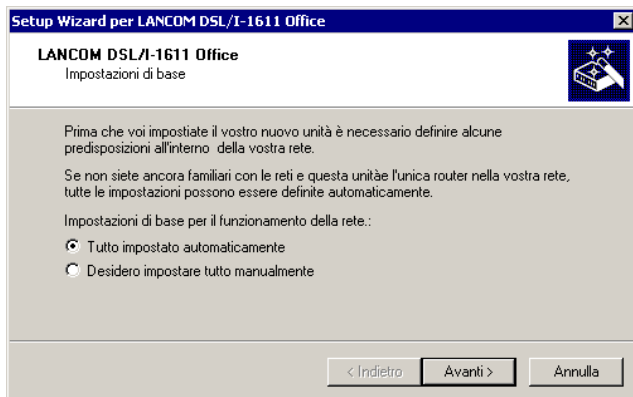 Setup Wizard per LANCOM DSL/I-1611 Office
LANCOM DSL/I-1611 Office
Impostazioni di base
Prima che voi impostiate il vostro nuovo unità è necessario definire alcune
predisposizioni all'interno della vostra rete.
Se non siete ancora familiari con le reti e questa unitàe l'unica router nella vostra rete,
tutte le impostazioni possono essere definite automaticamente.
Impostazioni di base per il funzionamento della rete.:
Tutto impostato automaticamente
Desidero impostare tutto manualmente
< Indietro Avanti > Annulla